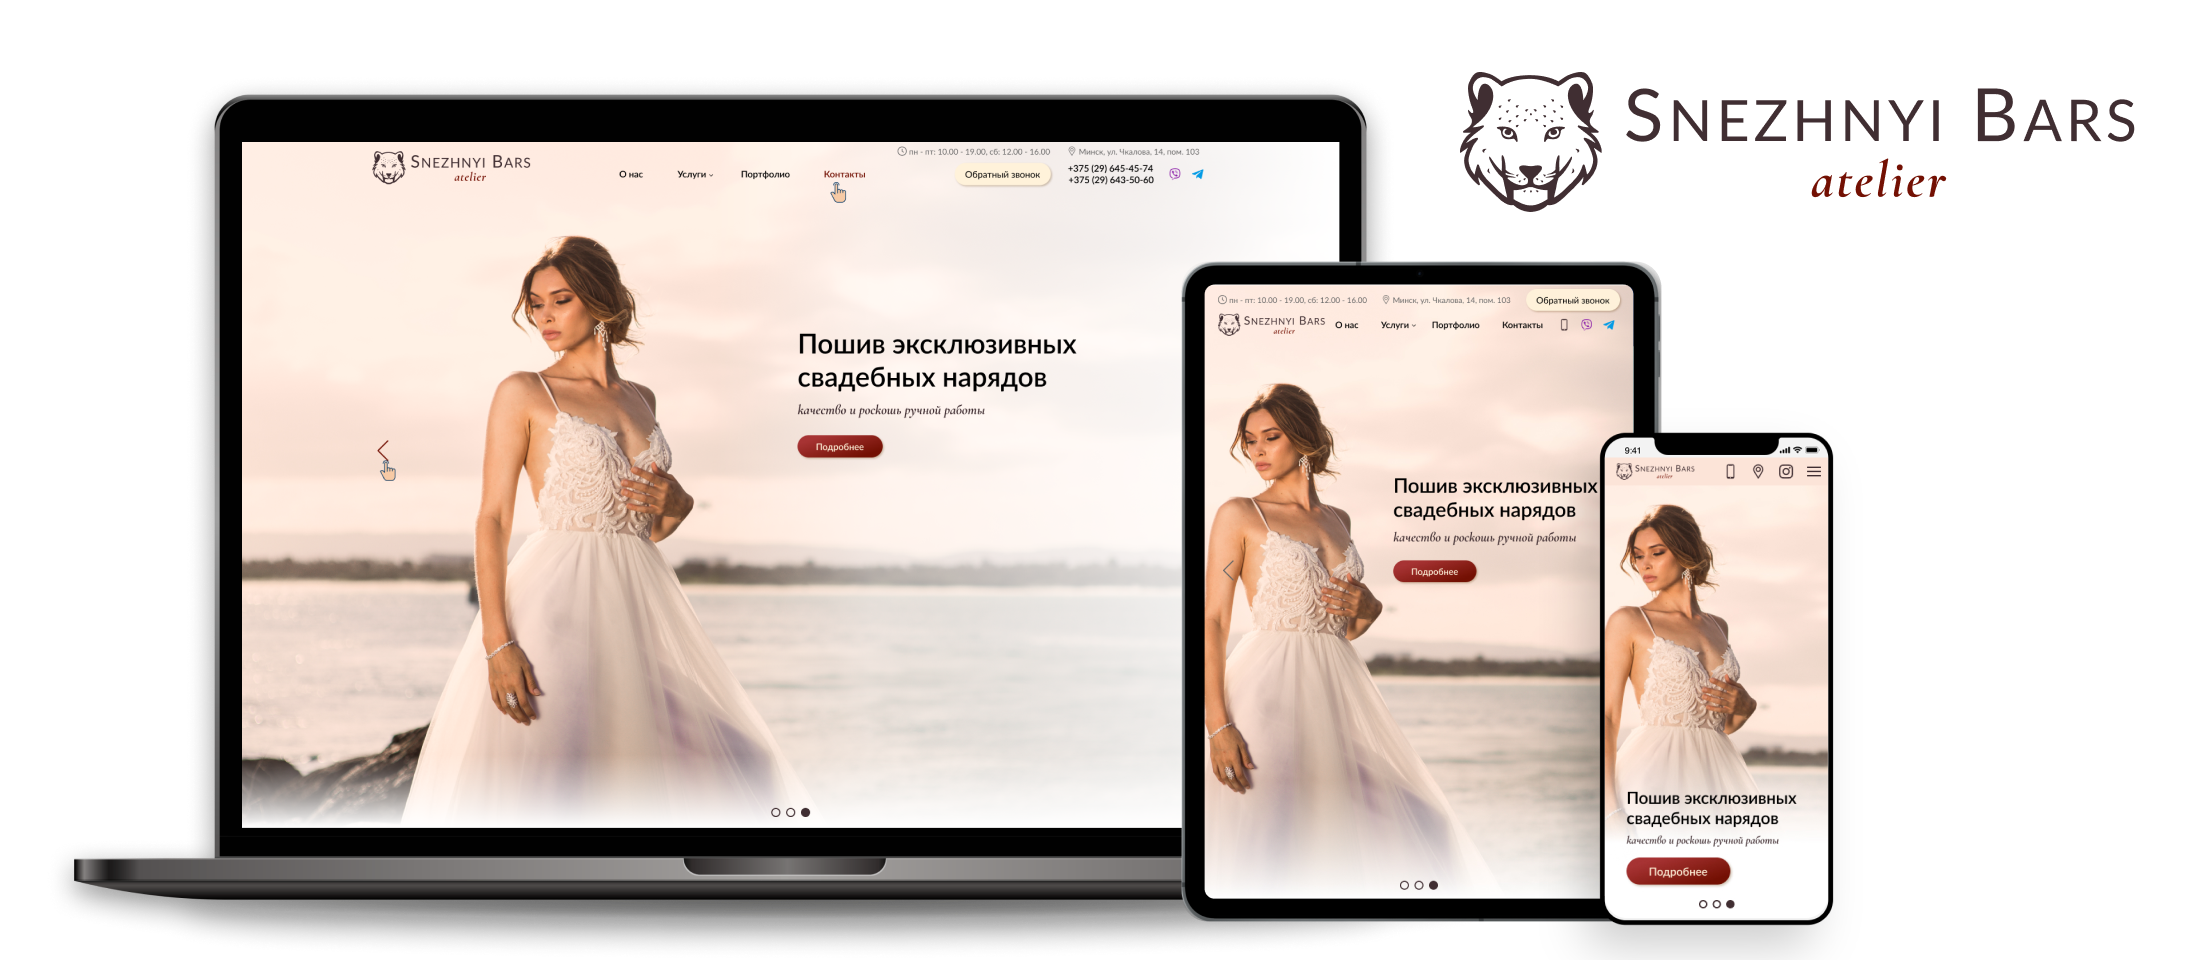 SNEZHNYI BARS
atelier
SNEZHNYI BARS
atelier
О нас
Услуги
Портфолио
Контакты
пн - пт: 10.00 - 19.00, сб: 12.00 - 16.00
Минск, ул. Чкалова, 14, пом. 103
Обратный звонок
+375 (29) 645-45-74
+375 (29) 643-50-60
Пошив эксклюзивных
свадебных нарядов
качество и роскошь ручной работы
Подробнее
пн - пт: 10.00 - 19.00, сб: 12.00 - 16.00
Минск, ул. Чкалова, 14, пом. 103
Обратный звонок
SNEZHNYI BARS
atelier
О нас
Услуги
Портфолио
Контакты
Пошив эксклюзивных
свадебных нарядов
качество и роскошь ручной работы
Подробнее
9:41
SNEZHNYI BARS
atelier
Пошив эксклюзивных
свадебных нарядов
качество и роскошь ручной работы
Подробнее